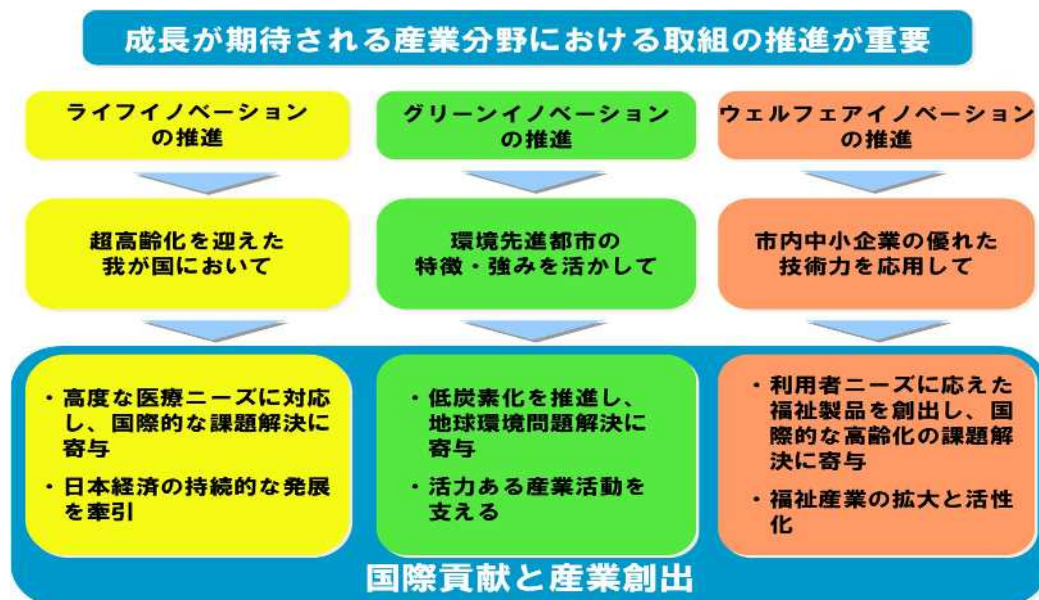 成長が期待される産業分野における取組の推進が重要
ライフイノベーション
の推進
グリーンイノベーション
の推進
ウェルフェアイノベーション
の推進
超高齢化を迎えた
我が国において
環境先進都市の
特徴・強みを活かして
市内中小企業の優れた
技術力を応用して
・高度な医療ニーズに対応
し、国際的な課題解決に
寄与
・日本経済の持続的な発展
を牽引
・低炭素化を推進し、
地球環境問題解決に
寄与
・活力ある産業活動を
支える
・利用者ニーズに応えた
福祉製品を創出し、国
際的な高齢化の課題解
決に寄与
・福祉産業の拡大と活性
化
国際貢献と産業創出